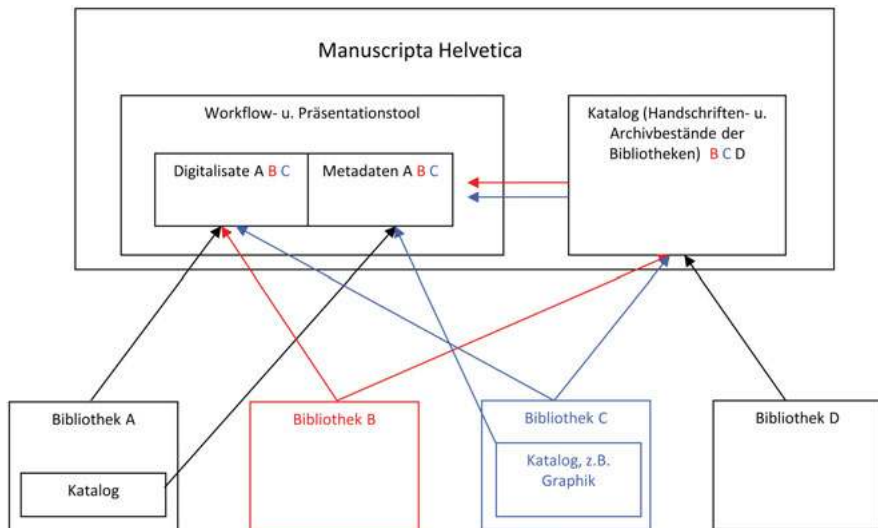 Manuscripta Helvetica
Workflow- u. Präsentationstool
Digitalisate A B C
Metadaten A B C
Katalog (Handschriften- u.
Archivbestände der
Bibliotheken) B C D
Bibliothek A
Katalog
Bibliothek B
Bibliothek C
Katalog, z.B.
Graphik
Bibliothek D